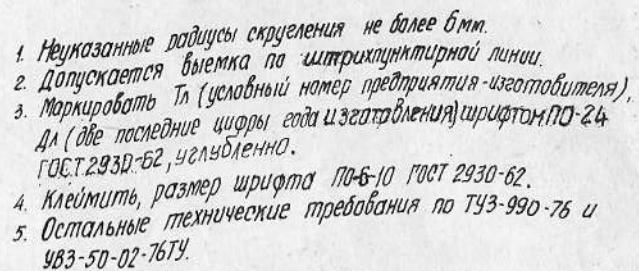 1. Неуказанные радиусы скругления не более 6мм.
2. Допускается выемка по штрихпунктирной линии.
3. Маркировать Тл (условный номер предприятия-изготовителя),
Дл (две последние цифры года изготовления) шрифтом ПО-24
ГОСТ 2930-62, углубленно.
4. Клеймить, размер шрифта ПО-6-10 ГОСТ 2930-62.
5. Остальные технические требования по ТУ3-990-76 и
УВЗ-50-02-76ТУ.